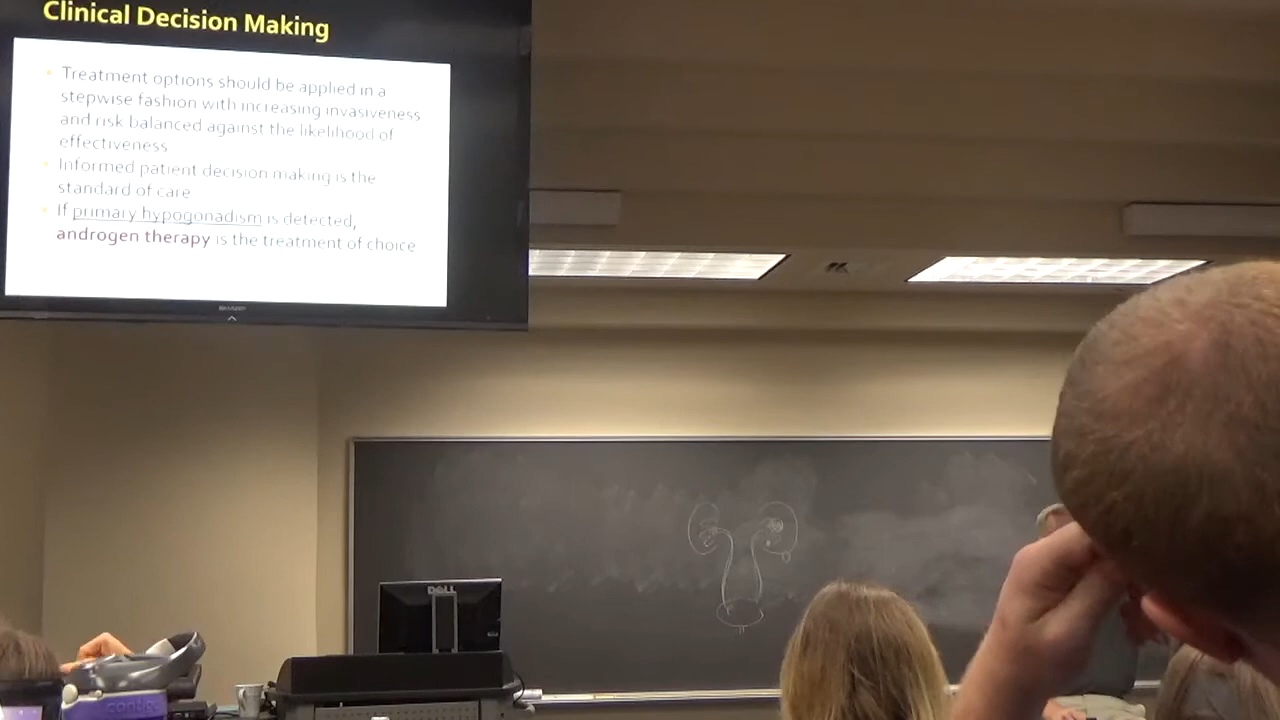 Clinical Decision Making
Treatment options should be applied in a
stepwise fashion with increasing invasiveness
and risk balanced against the likelihood of
effectiveness
Informed patient decision making is the
standard of care
If primary hypogonadism is detected,
androgen therapy is the treatment of choice
SHARP
DELL
contigo